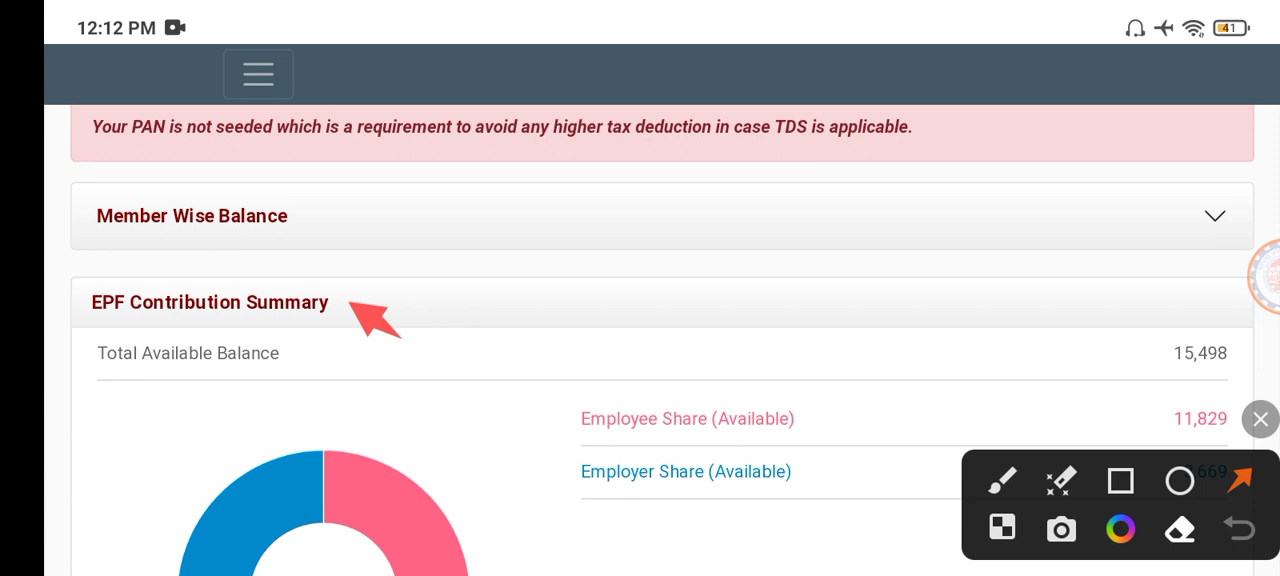 12:12 PM
41
Your PAN is not seeded which is a requirement to avoid any higher tax deduction in case TDS is applicable.
Member Wise Balance
EPF Contribution Summary
Total Available Balance 15,498
Employee Share (Available) 11,829
Employer Share (Available)